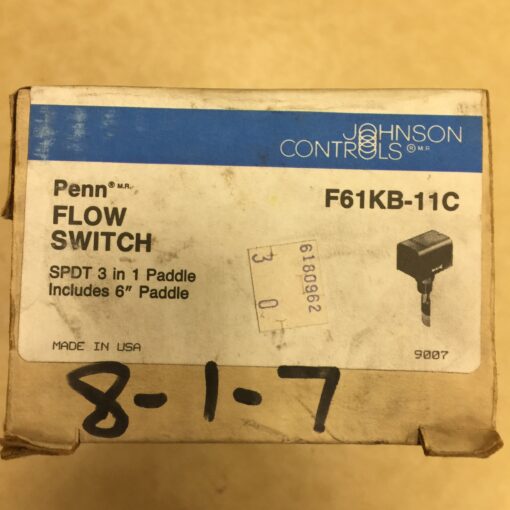 JOHNSON
CONTROLS® M.R.
Penn® M.R.
F61KB-11C
FLOW
SWITCH
SPDT 3 in 1 Paddle
Includes 6" Paddle
6180962
3 0
MADE IN USA
9007
8-1-7